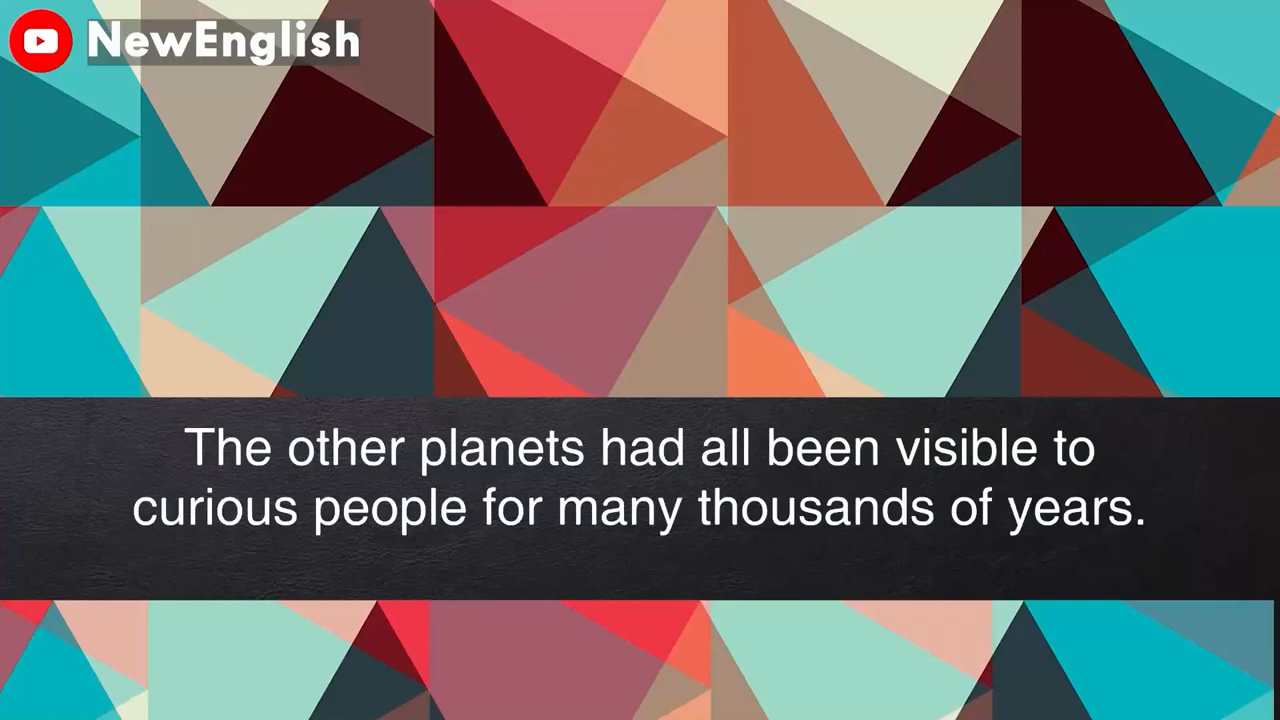 NewEnglish
The other planets had all been visible to
curious people for many thousands of years.